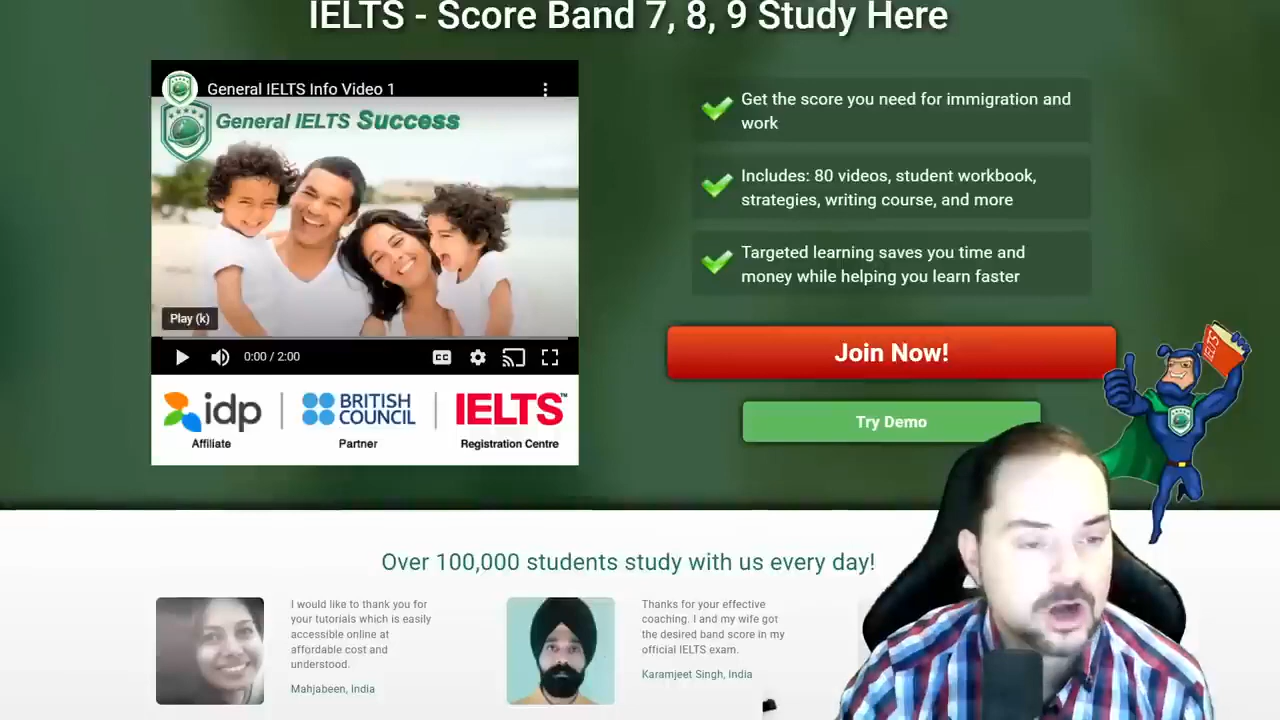 IELTS - Score Band 7, 8, 9 Study Here
General IELTS Info Video 1
General IELTS Success
Play (k)
0:00 / 2:00
CC
idp
Affiliate
BRITISH
COUNCIL
Partner
IELTS™
Registration Centre
Get the score you need for immigration and
work
Includes: 80 videos, student workbook,
strategies, writing course, and more
Targeted learning saves you time and
money while helping you learn faster
Join Now!
Try Demo
IELTS
Over 100,000 students study with us every day!
I would like to thank you for
your tutorials which is easily
accessible online at
affordable cost and
understood.
Mahjabeen, India
Thanks for your effective
coaching. I and my wife got
the desired band score in my
official IELTS exam.
Karamjeet Singh, India